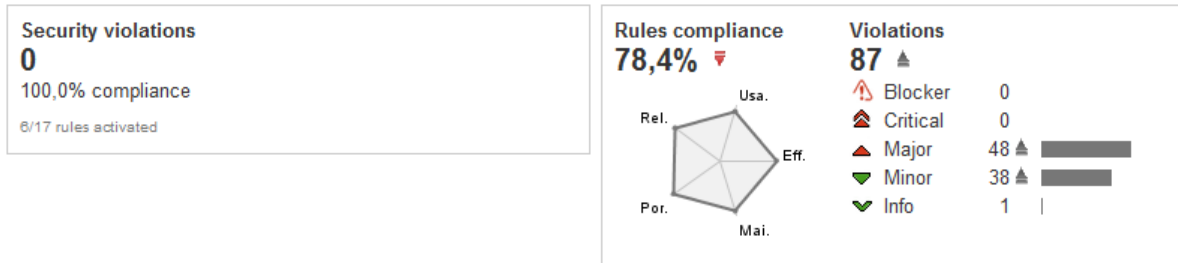 Security violations
0
100,0% compliance
6/17 rules activated
Rules compliance
78,4%
Usa.
Rel.
Eff.
Por.
Mai.
Violations
87
Blocker 0
Critical 0
Major 48
Minor 38
Info 1